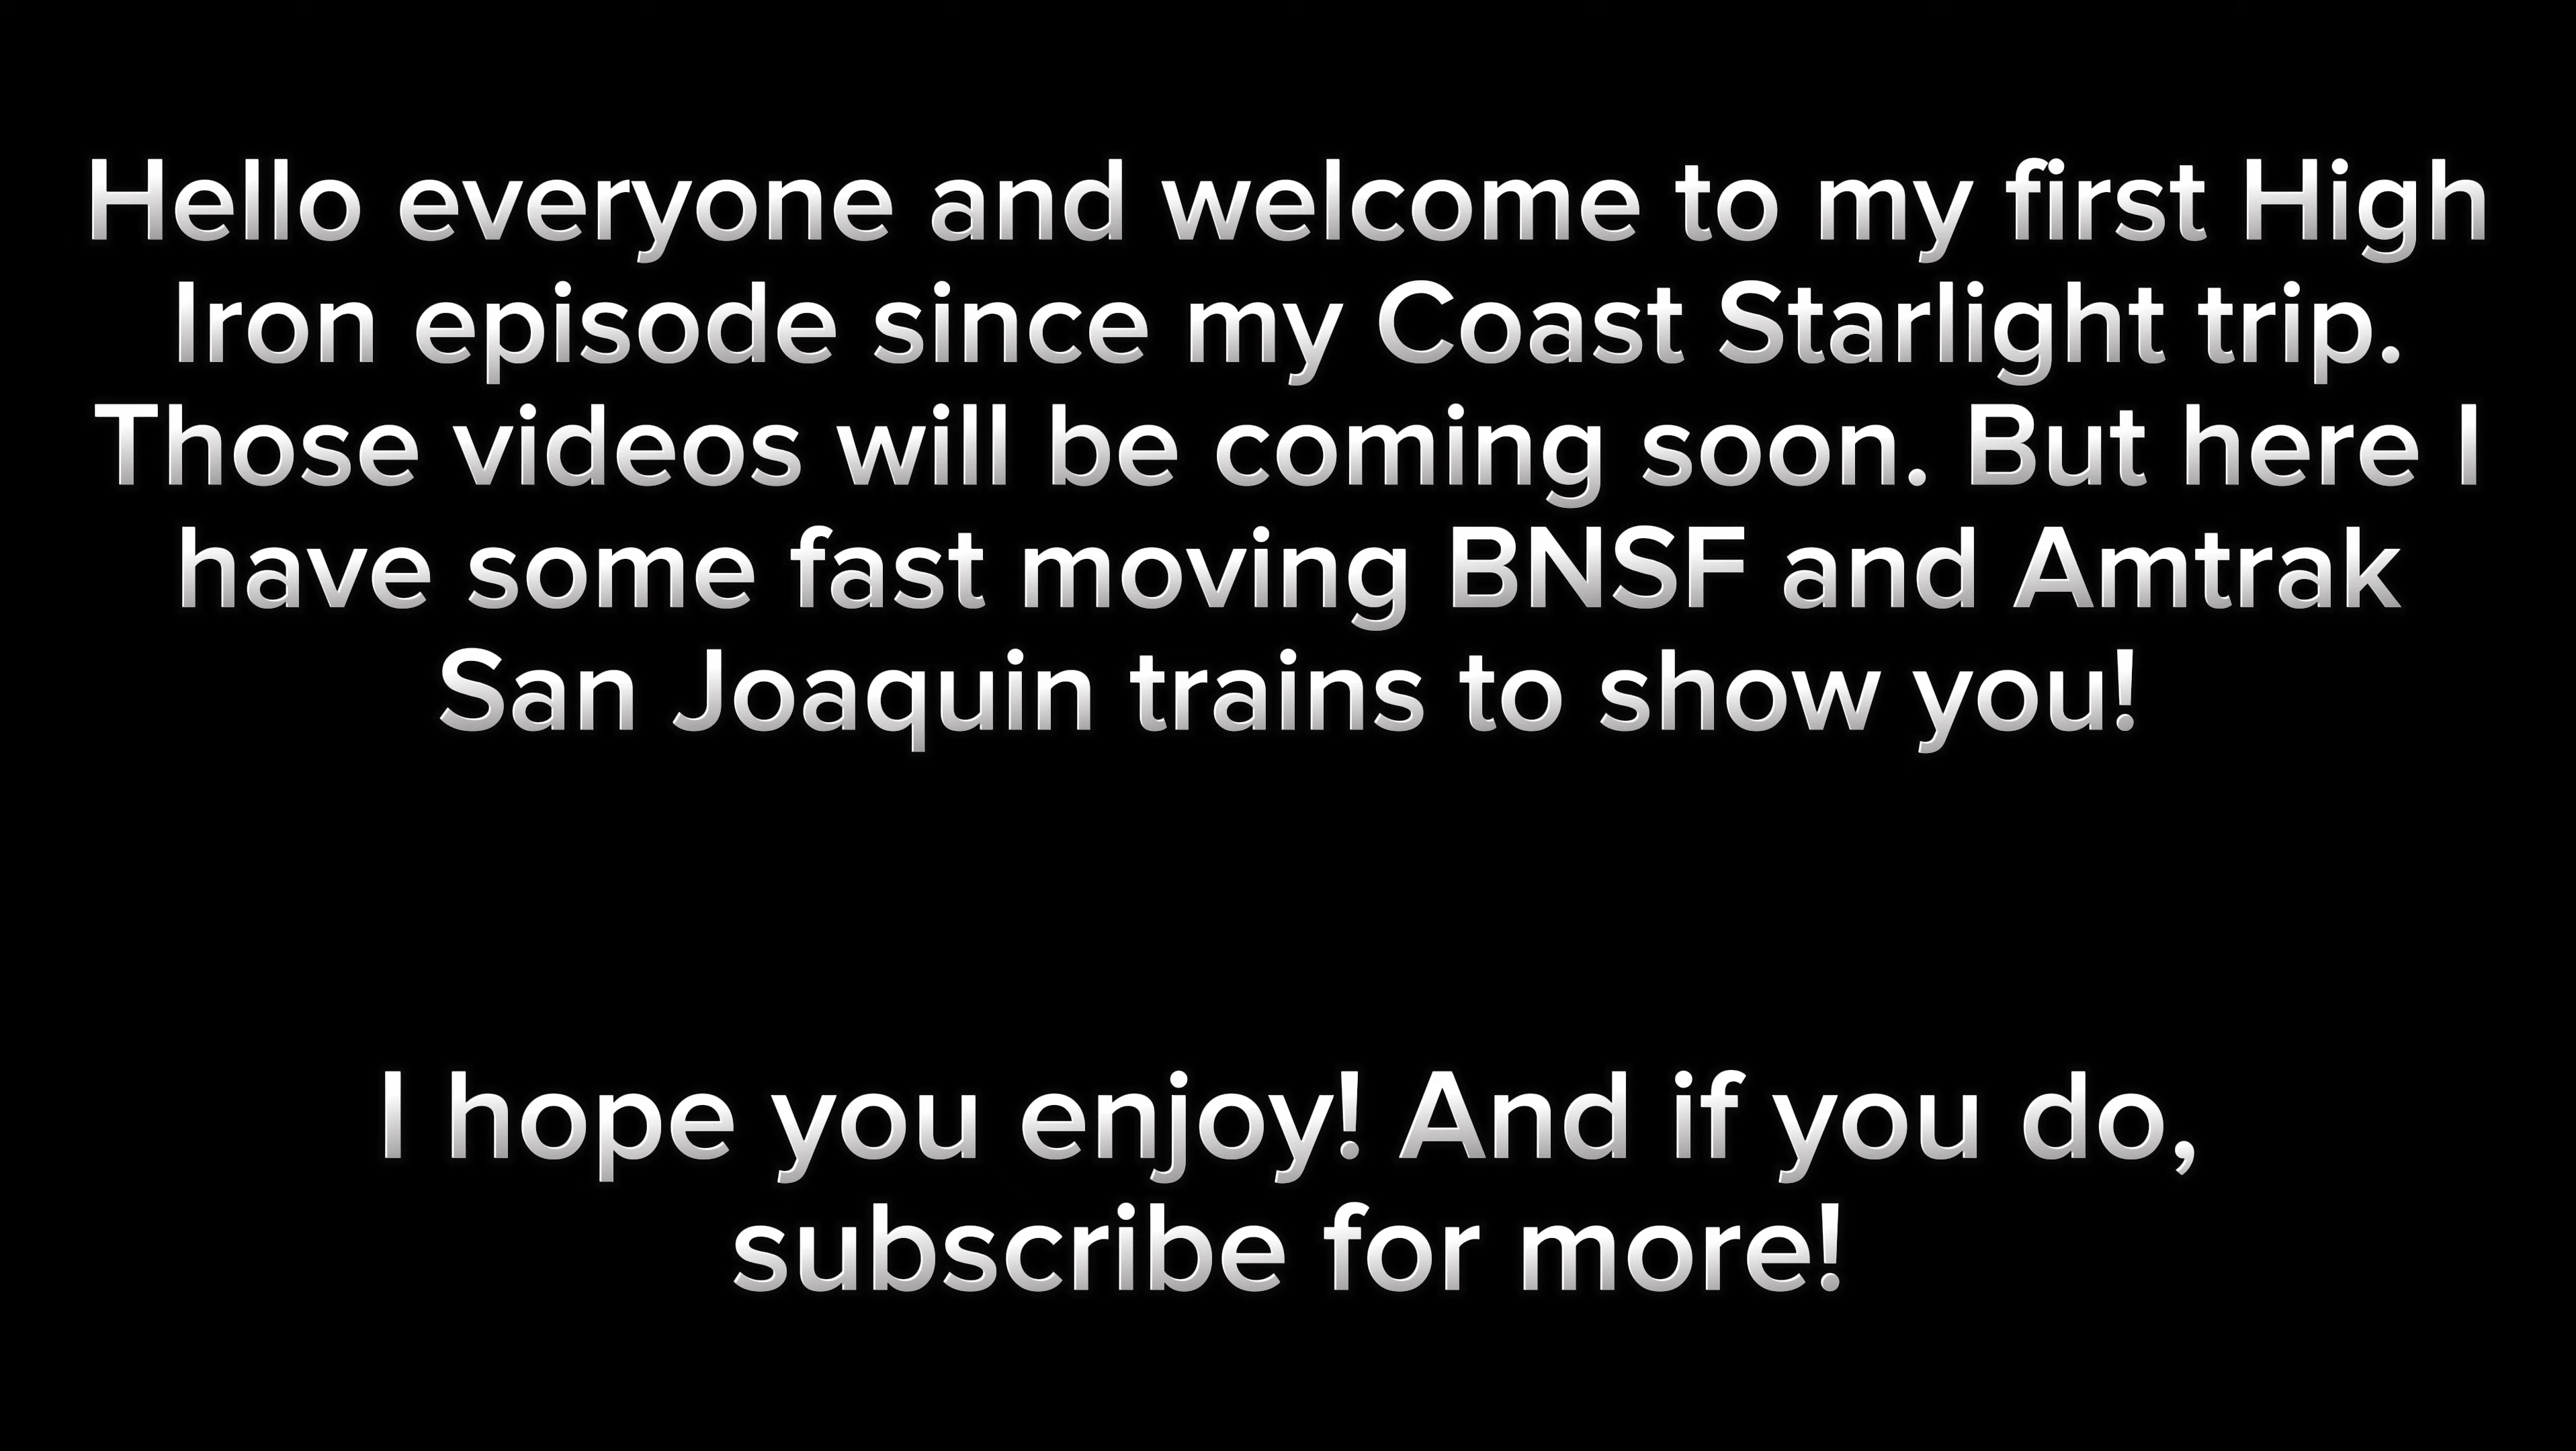 Hello everyone and welcome to my first High
Iron episode since my Coast Starlight trip.
Those videos will be coming soon. But here I
have some fast moving BNSF and Amtrak
San Joaquin trains to show you!
I hope you enjoy! And if you do,
subscribe for more!